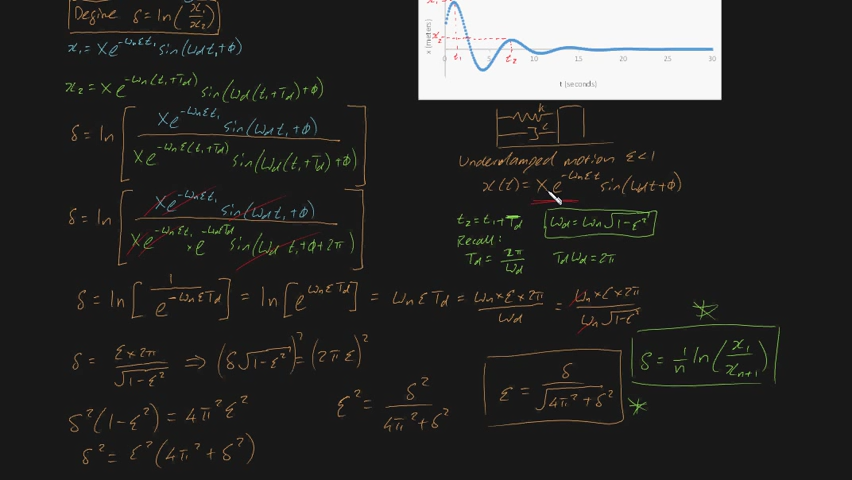 Define δ = ln(x₁/x₂)
x₁ = Xe^(-ωₙεt₁) sin(ωdt₁+ϕ)
x₂ = Xe^(-ωₙε(t₁+Td)) sin(ωd(t₁+Td)+ϕ)
δ = ln[Xe^(-ωₙεt₁) sin(ωdt₁+ϕ) / Xe^(-ωₙε(t₁+Td)) sin(ωd(t₁+Td)+ϕ)]
δ = ln[Xe^(-ωₙεt₁) sin(ωdt₁+ϕ) / Xe^(-ωₙεt₁) × e^(-ωdTd) sin(ωd t₁+ϕ+2π)]
δ = ln[1/e^(-ωₙεTd)] = ln[e^(ωₙεTd)] = ωₙεTd = ωₙ×ε×2π/ωd = ωₙ×ε×2π/ωₙ√(1-ε²)
δ = ε×2π/√(1-ε²) ⇒ (δ√(1-ε²))² = (2πε)²
δ²(1-ε²) = 4π²ε²
δ² = ε²(4π²+δ²)
ε² = δ²/(4π²+δ²)
ε = δ/√(4π²+δ²)
δ = 1/n ln(x₁/xₙ₊₁)
x (meters)
x₁
x₂
t₁
t₂
0 5 10 15 20 25 30
t (seconds)
k
c
Underdamped motion ε<1
x(t) = Xe^(-ωₙεt) sin(ωdt+ϕ)
t₂ = t₁+Td
ωd = ωₙ√(1-ε²)
Recall:
Td = 2π/ωd
Tdωd = 2π